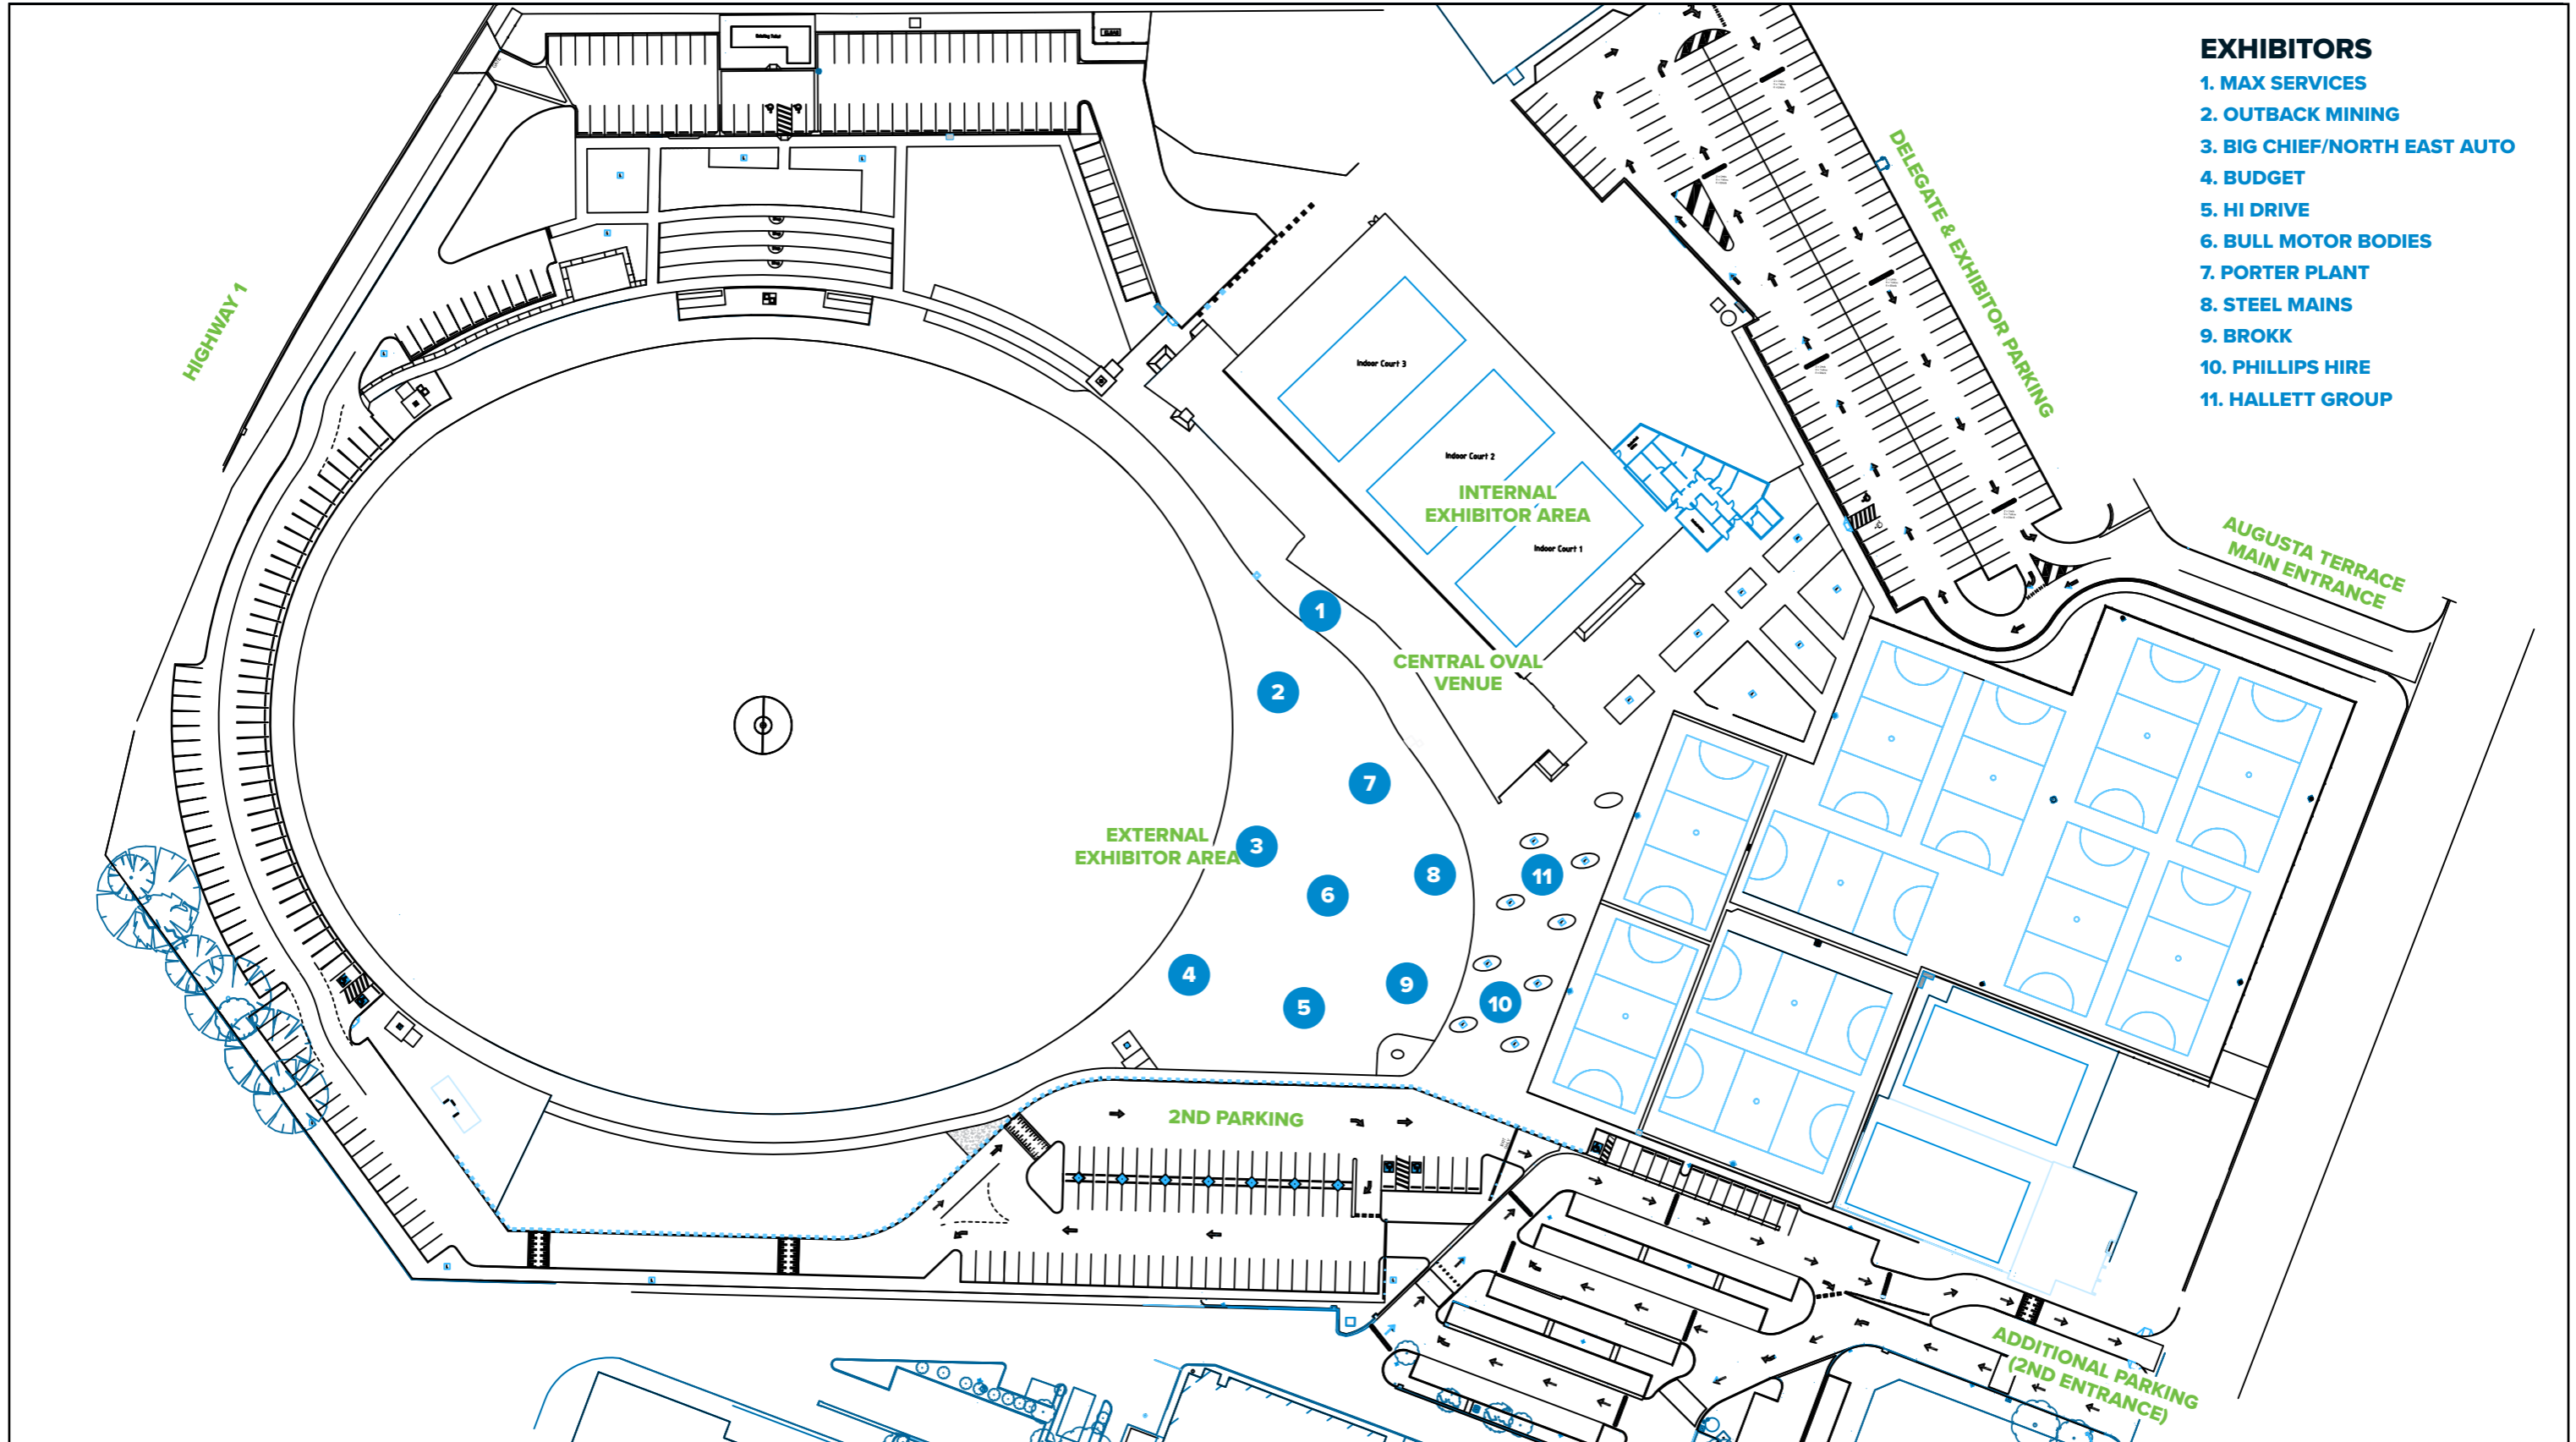 EXHIBITORS
1. MAX SERVICES
2. OUTBACK MINING
3. BIG CHIEF/NORTH EAST AUTO
4. BUDGET
5. HI DRIVE
6. BULL MOTOR BODIES
7. PORTER PLANT
8. STEEL MAINS
9. BROKK
10. PHILLIPS HIRE
11. HALLETT GROUP
HIGHWAY 1
DELEGATE & EXHIBITOR PARKING
AUGUSTA TERRACE
MAIN ENTRANCE
Indoor Court 3
Indoor Court 2
INTERNAL
EXHIBITOR AREA
Indoor Court 1
1
CENTRAL OVAL
VENUE
2
7
EXTERNAL
EXHIBITOR AREA
3
8
11
6
4
9
10
5
2ND PARKING
ADDITIONAL PARKING
(2ND ENTRANCE)